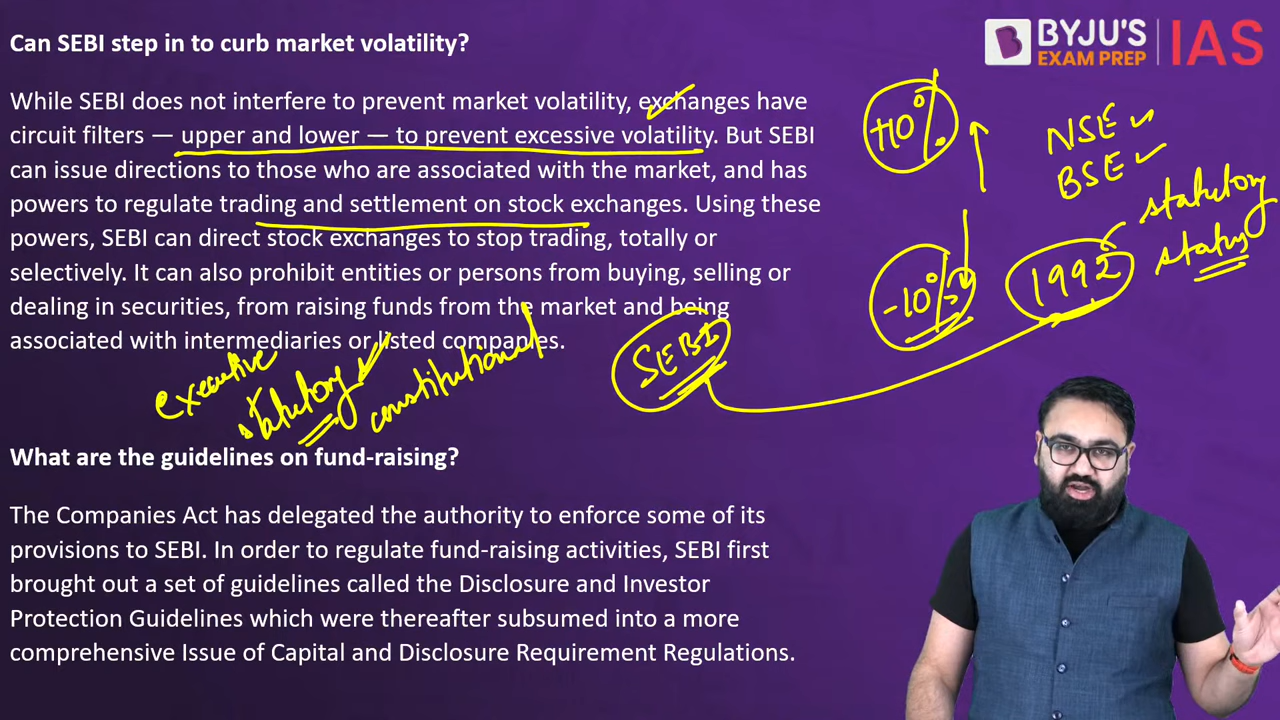 Can SEBI step in to curb market volatility?
BYJU'S
EXAM PREP
IAS
While SEBI does not interfere to prevent market volatility, exchanges have
circuit filters — upper and lower — to prevent excessive volatility. But SEBI
can issue directions to those who are associated with the market, and has
powers to regulate trading and settlement on stock exchanges. Using these
powers, SEBI can direct stock exchanges to stop trading, totally or
selectively. It can also prohibit entities or persons from buying, selling or
dealing in securities, from raising funds from the market and being
associated with intermediaries or listed companies.
+10%
NSE
BSE
statutory
status
1992
-10%
SEBI
executive
statutory
constitutional
What are the guidelines on fund-raising?
The Companies Act has delegated the authority to enforce some of its
provisions to SEBI. In order to regulate fund-raising activities, SEBI first
brought out a set of guidelines called the Disclosure and Investor
Protection Guidelines which were thereafter subsumed into a more
comprehensive Issue of Capital and Disclosure Requirement Regulations.